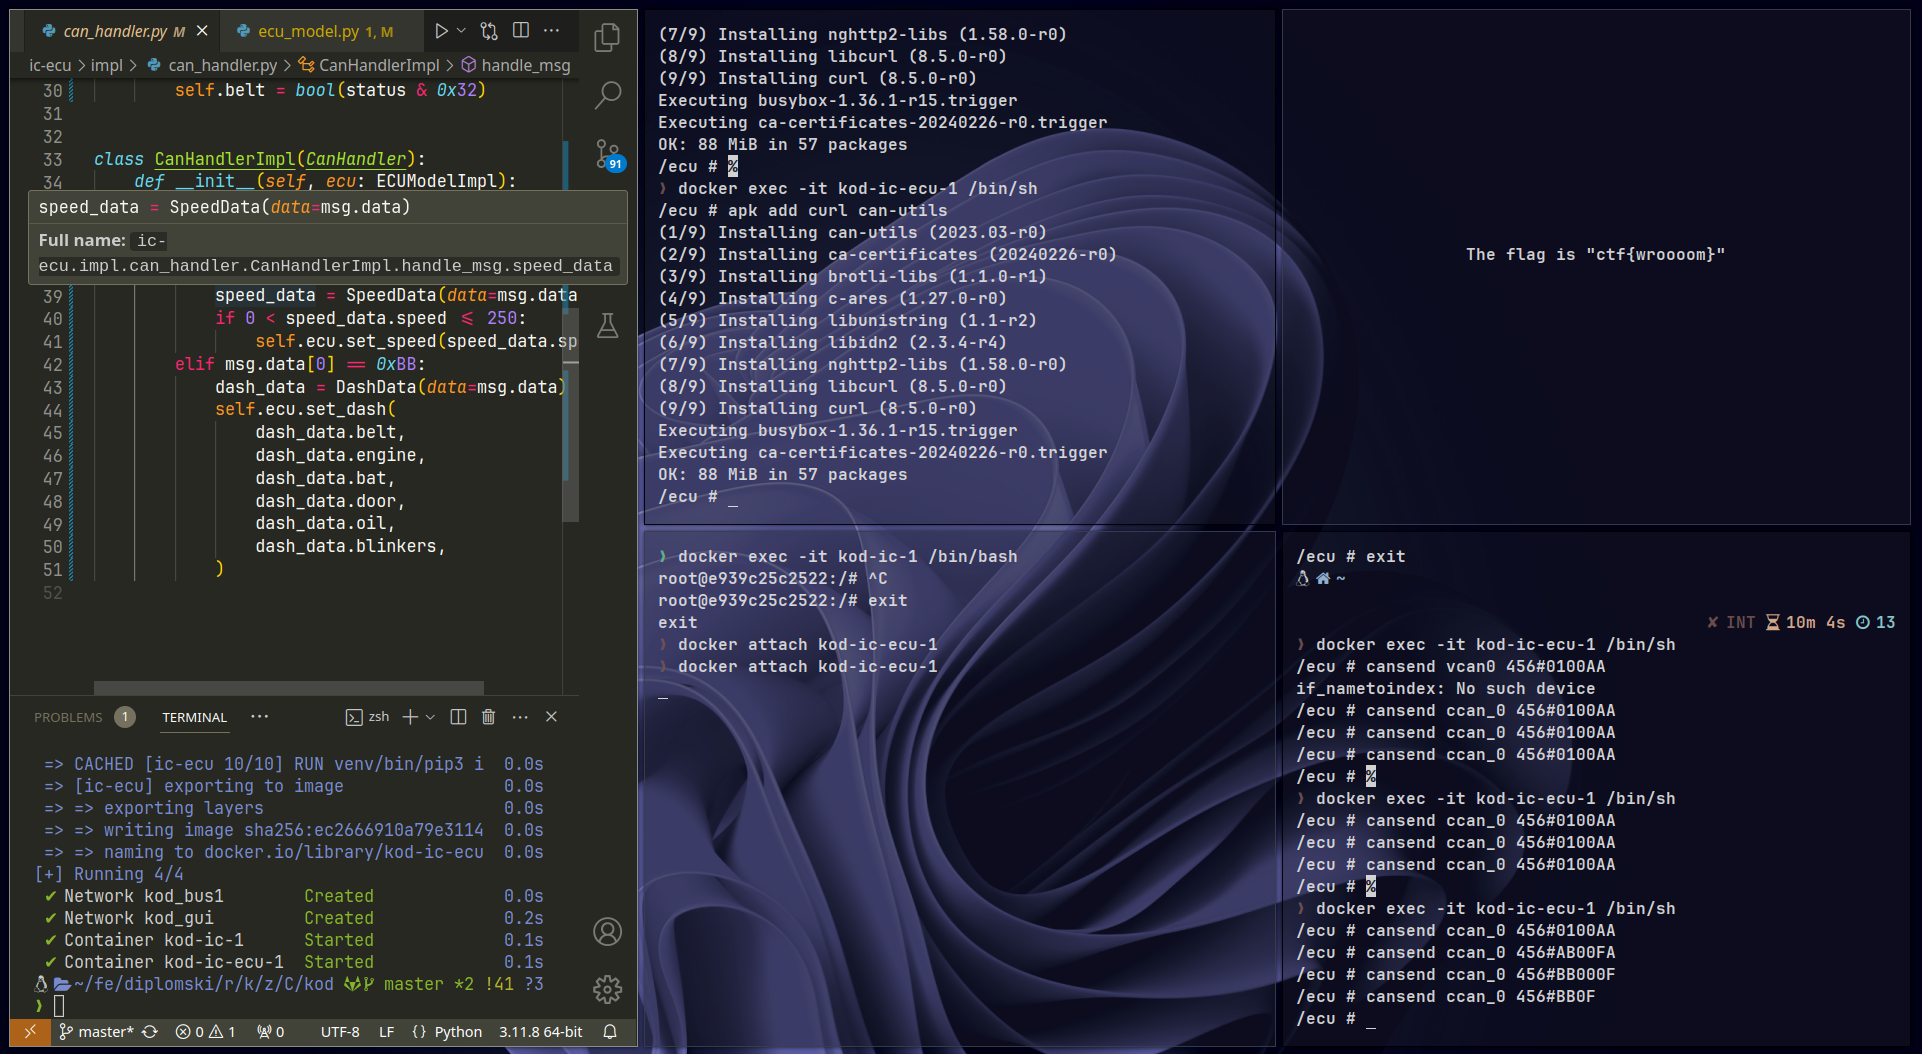 can_handler.py M
ecu_model.py 1, M
ic-ecu > impl > can_handler.py > CanHandlerImpl > handle_msg
30 self.belt = bool(status & 0x32)
31
32
33 class CanHandlerImpl(CanHandler):
34 def __init__(self, ecu: ECUModelImpl):
speed_data = SpeedData(data=msg.data)
Full name: ic-
ecu.impl.can_handler.CanHandlerImpl.handle_msg.speed_data
39 speed_data = SpeedData(data=msg.data
40 if 0 < speed_data.speed <= 250:
41 self.ecu.set_speed(speed_data.sp
42 elif msg.data[0] == 0xBB:
43 dash_data = DashData(data=msg.data)
44 self.ecu.set_dash(
45 dash_data.belt,
46 dash_data.engine,
47 dash_data.bat,
48 dash_data.door,
49 dash_data.oil,
50 dash_data.blinkers,
51 )
52
91
PROBLEMS 1 TERMINAL ··· zsh
=> CACHED [ic-ecu 10/10] RUN venv/bin/pip3 i 0.0s
=> [ic-ecu] exporting to image 0.0s
=> => exporting layers 0.0s
=> => writing image sha256:ec2666910a79e3114 0.0s
=> => naming to docker.io/library/kod-ic-ecu 0.0s
[+] Running 4/4
✔ Network kod_bus1 Created 0.0s
✔ Network kod_gui Created 0.2s
✔ Container kod-ic-1 Started 0.1s
✔ Container kod-ic-ecu-1 Started 0.1s
~/fe/diplomski/r/k/z/C/kod master *2 !41 ?3
❯
master* 0 1 0 UTF-8 LF {} Python 3.11.8 64-bit
(7/9) Installing nghttp2-libs (1.58.0-r0)
(8/9) Installing libcurl (8.5.0-r0)
(9/9) Installing curl (8.5.0-r0)
Executing busybox-1.36.1-r15.trigger
Executing ca-certificates-20240226-r0.trigger
OK: 88 MiB in 57 packages
/ecu # %
❯ docker exec -it kod-ic-ecu-1 /bin/sh
/ecu # apk add curl can-utils
(1/9) Installing can-utils (2023.03-r0)
(2/9) Installing ca-certificates (20240226-r0)
(3/9) Installing brotli-libs (1.1.0-r1)
(4/9) Installing c-ares (1.27.0-r0)
(5/9) Installing libunistring (1.1-r2)
(6/9) Installing libidn2 (2.3.4-r4)
(7/9) Installing nghttp2-libs (1.58.0-r0)
(8/9) Installing libcurl (8.5.0-r0)
(9/9) Installing curl (8.5.0-r0)
Executing busybox-1.36.1-r15.trigger
Executing ca-certificates-20240226-r0.trigger
OK: 88 MiB in 57 packages
/ecu # _
The flag is "ctf{wroooom}"
❯ docker exec -it kod-ic-1 /bin/bash
root@e939c25c2522:/# ^C
root@e939c25c2522:/# exit
exit
❯ docker attach kod-ic-ecu-1
❯ docker attach kod-ic-ecu-1
_
/ecu # exit
~
✘ INT 10m 4s 13
❯ docker exec -it kod-ic-ecu-1 /bin/sh
/ecu # cansend vcan0 456#0100AA
if_nametoindex: No such device
/ecu # cansend ccan_0 456#0100AA
/ecu # cansend ccan_0 456#0100AA
/ecu # cansend ccan_0 456#0100AA
/ecu # %
❯ docker exec -it kod-ic-ecu-1 /bin/sh
/ecu # cansend ccan_0 456#0100AA
/ecu # cansend ccan_0 456#0100AA
/ecu # cansend ccan_0 456#0100AA
/ecu # %
❯ docker exec -it kod-ic-ecu-1 /bin/sh
/ecu # cansend ccan_0 456#0100AA
/ecu # cansend ccan_0 456#AB00FA
/ecu # cansend ccan_0 456#BB000F
/ecu # cansend ccan_0 456#BB0F
/ecu # _